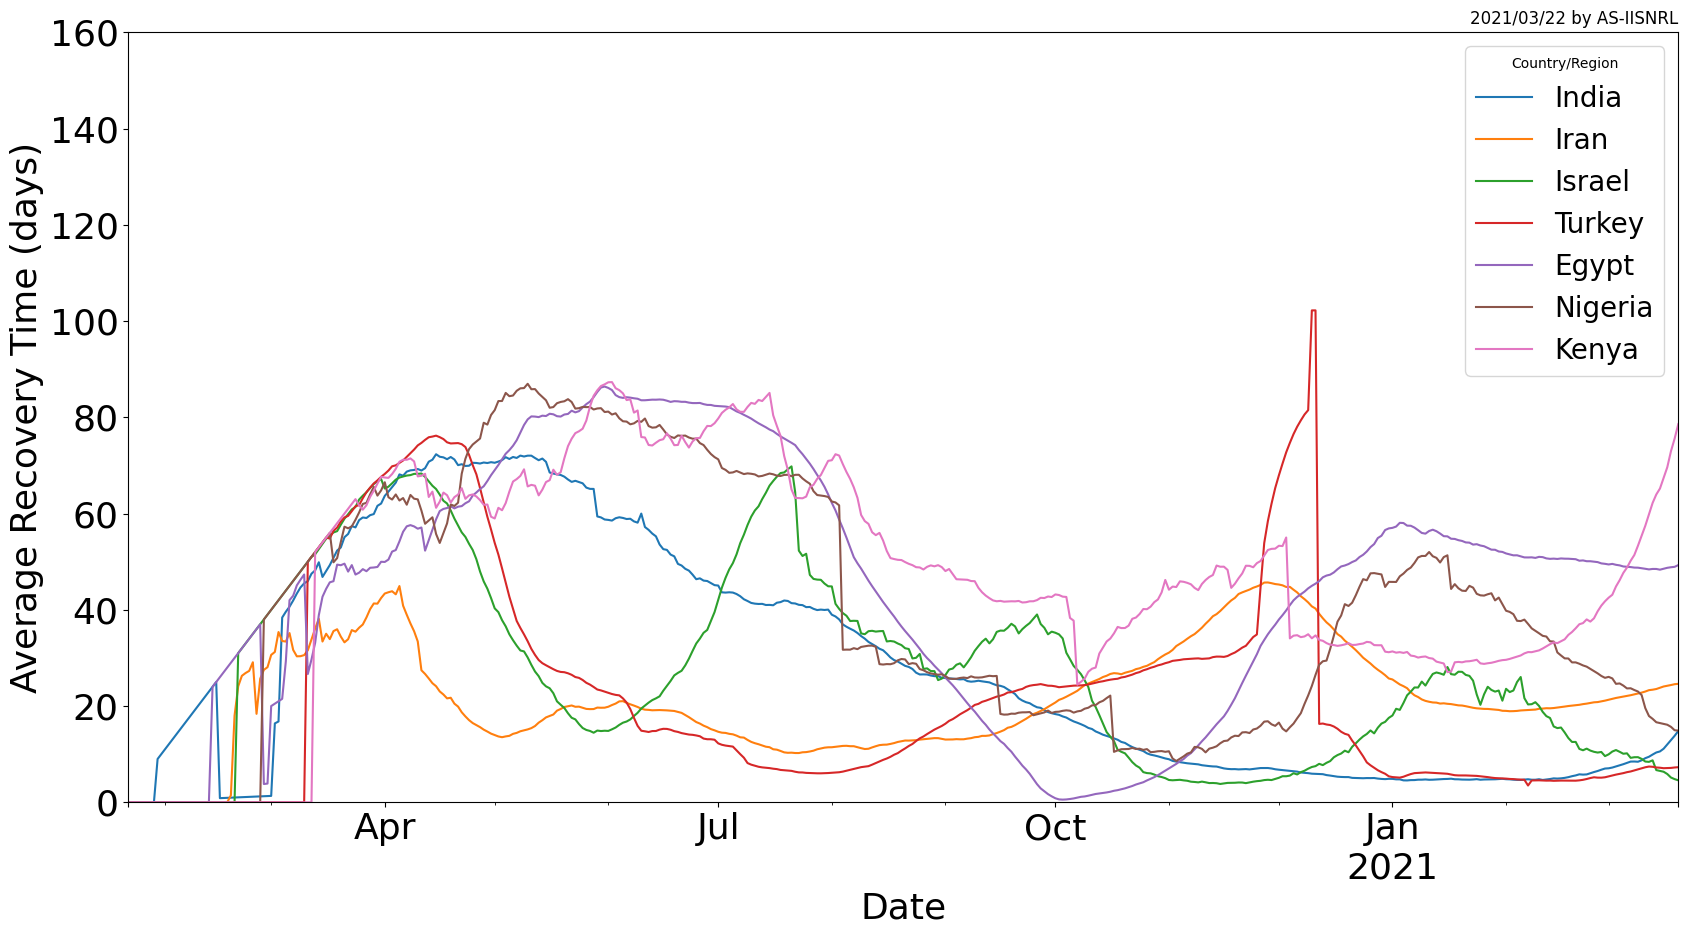 2021/03/22 by AS-IISNRL
160
140
120
100
80
60
40
20
0
Average Recovery Time (days)
Country/Region
India
Iran
Israel
Turkey
Egypt
Nigeria
Kenya
Apr
Jul
Oct
Jan
2021
Date